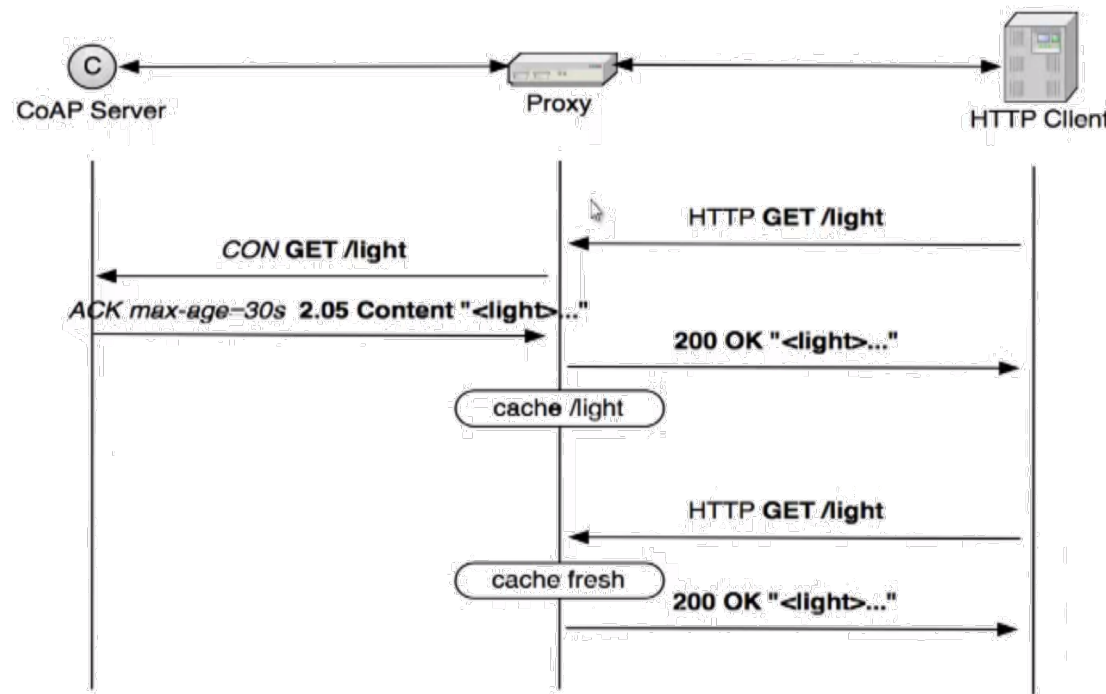 C
CoAP Server
Proxy
HTTP Client
HTTP GET /light
CON GET /light
ACK max-age=30s 2.05 Content "<light>..."
200 OK "<light>..."
cache /light
HTTP GET /light
cache fresh
200 OK "<light>..."